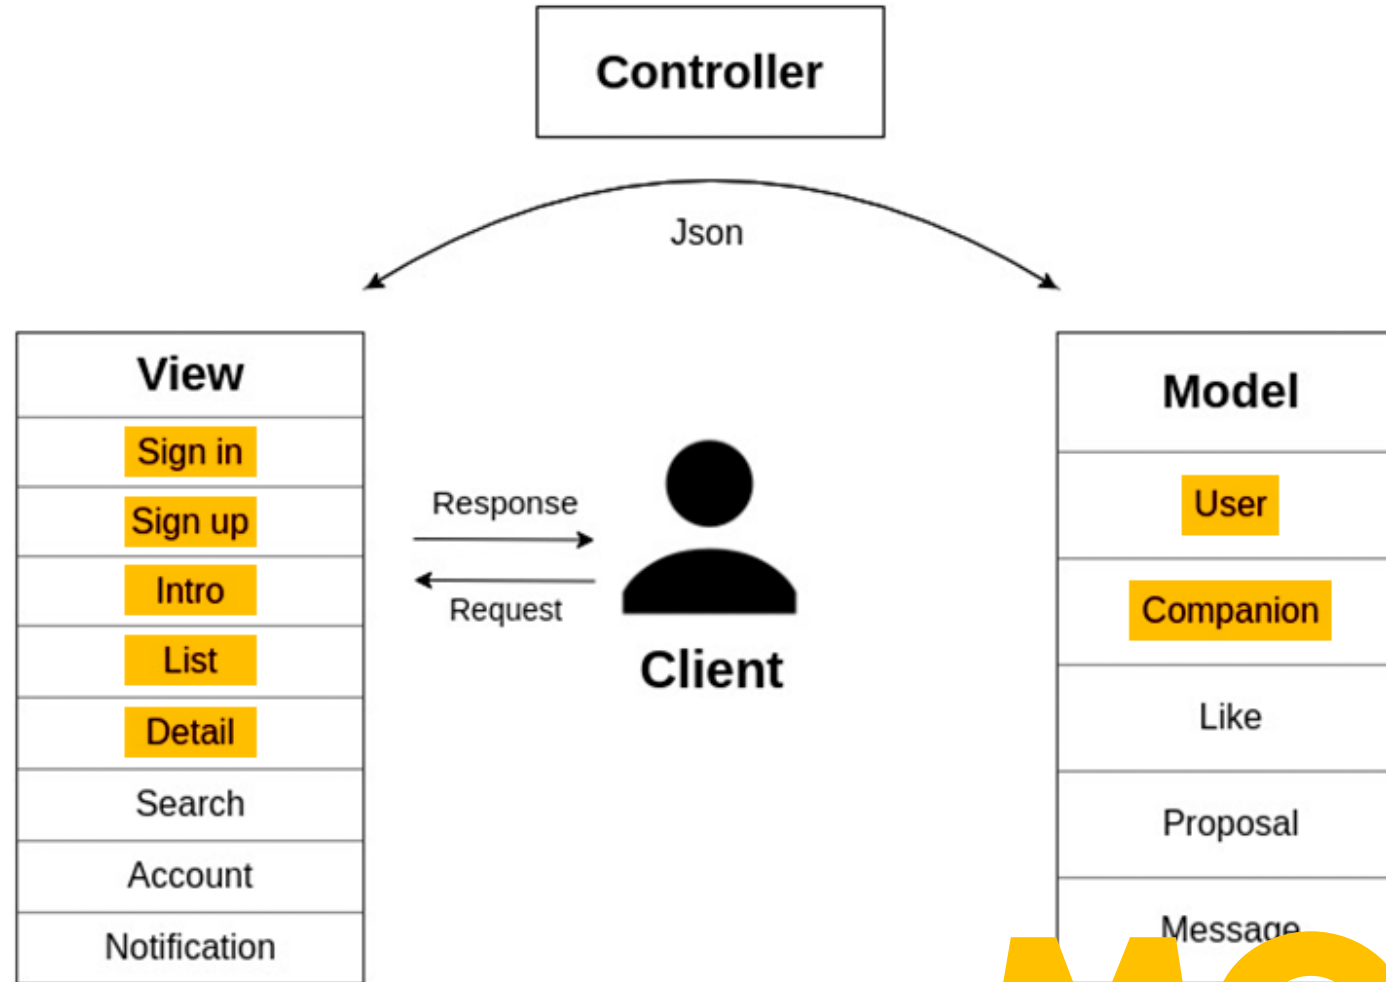 Controller
Json
View
Sign in
Sign up
Intro
List
Detail
Search
Account
Notification
Response
Request
Client
Model
User
Companion
Like
Proposal
Message